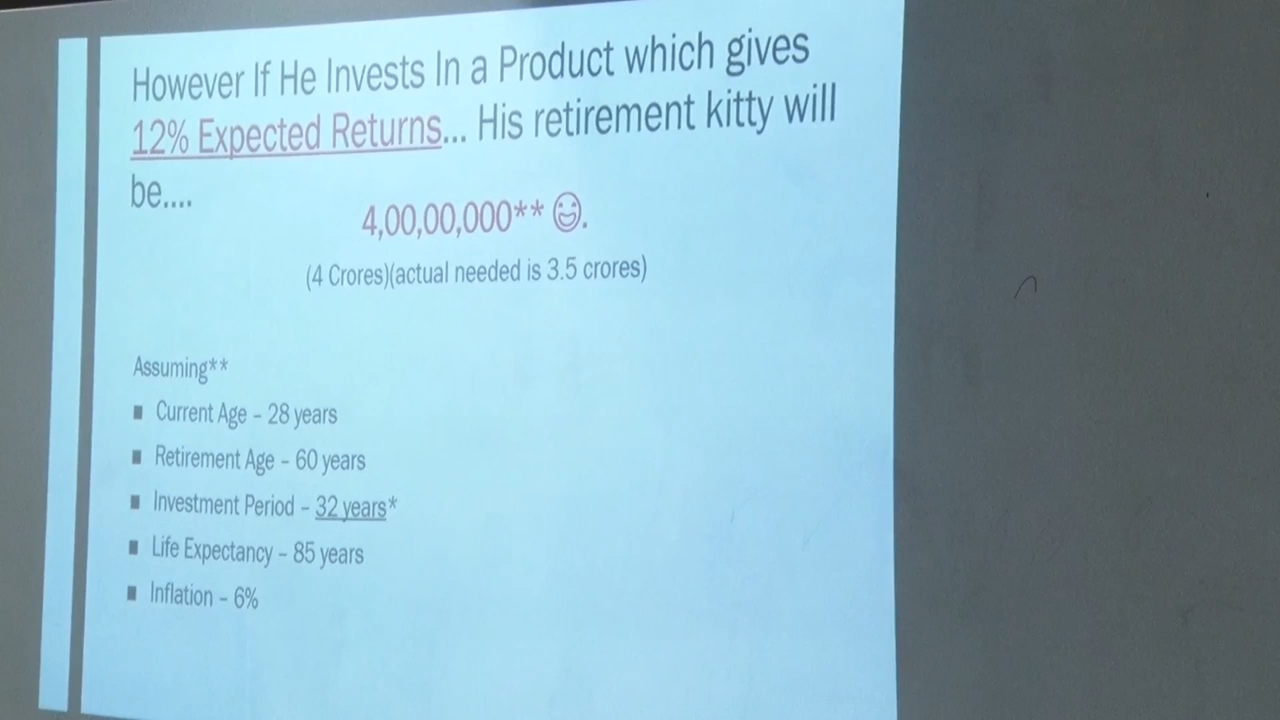 However If He Invests In a Product which gives
12% Expected Returns... His retirement kitty will
be....
4,00,00,000** 😃.
(4 Crores)(actual needed is 3.5 crores)
Assuming**
■ Current Age – 28 years
■ Retirement Age – 60 years
■ Investment Period – 32 years*
■ Life Expectancy – 85 years
■ Inflation – 6%